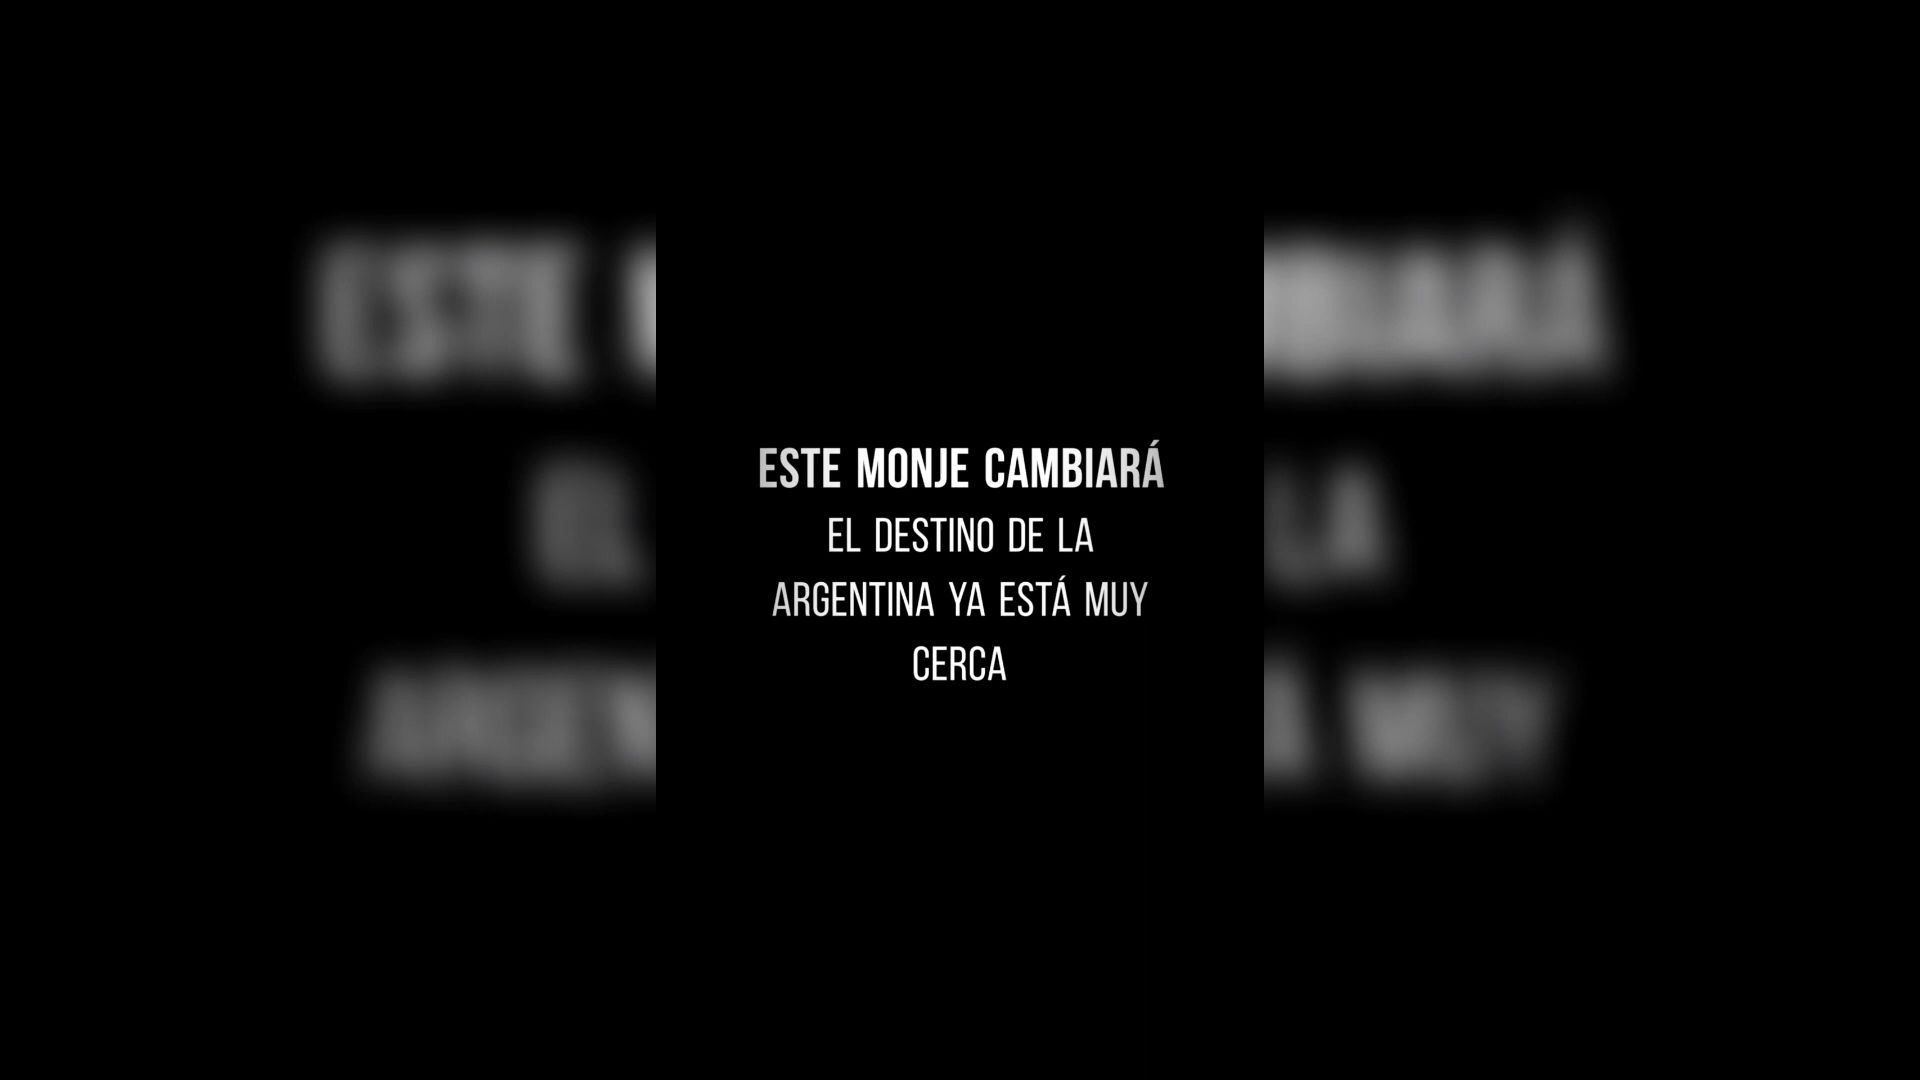 ESTE MONJE CAMBIARÁ
EL DESTINO DE LA
ARGENTINA YA ESTÁ MUY
CERCA